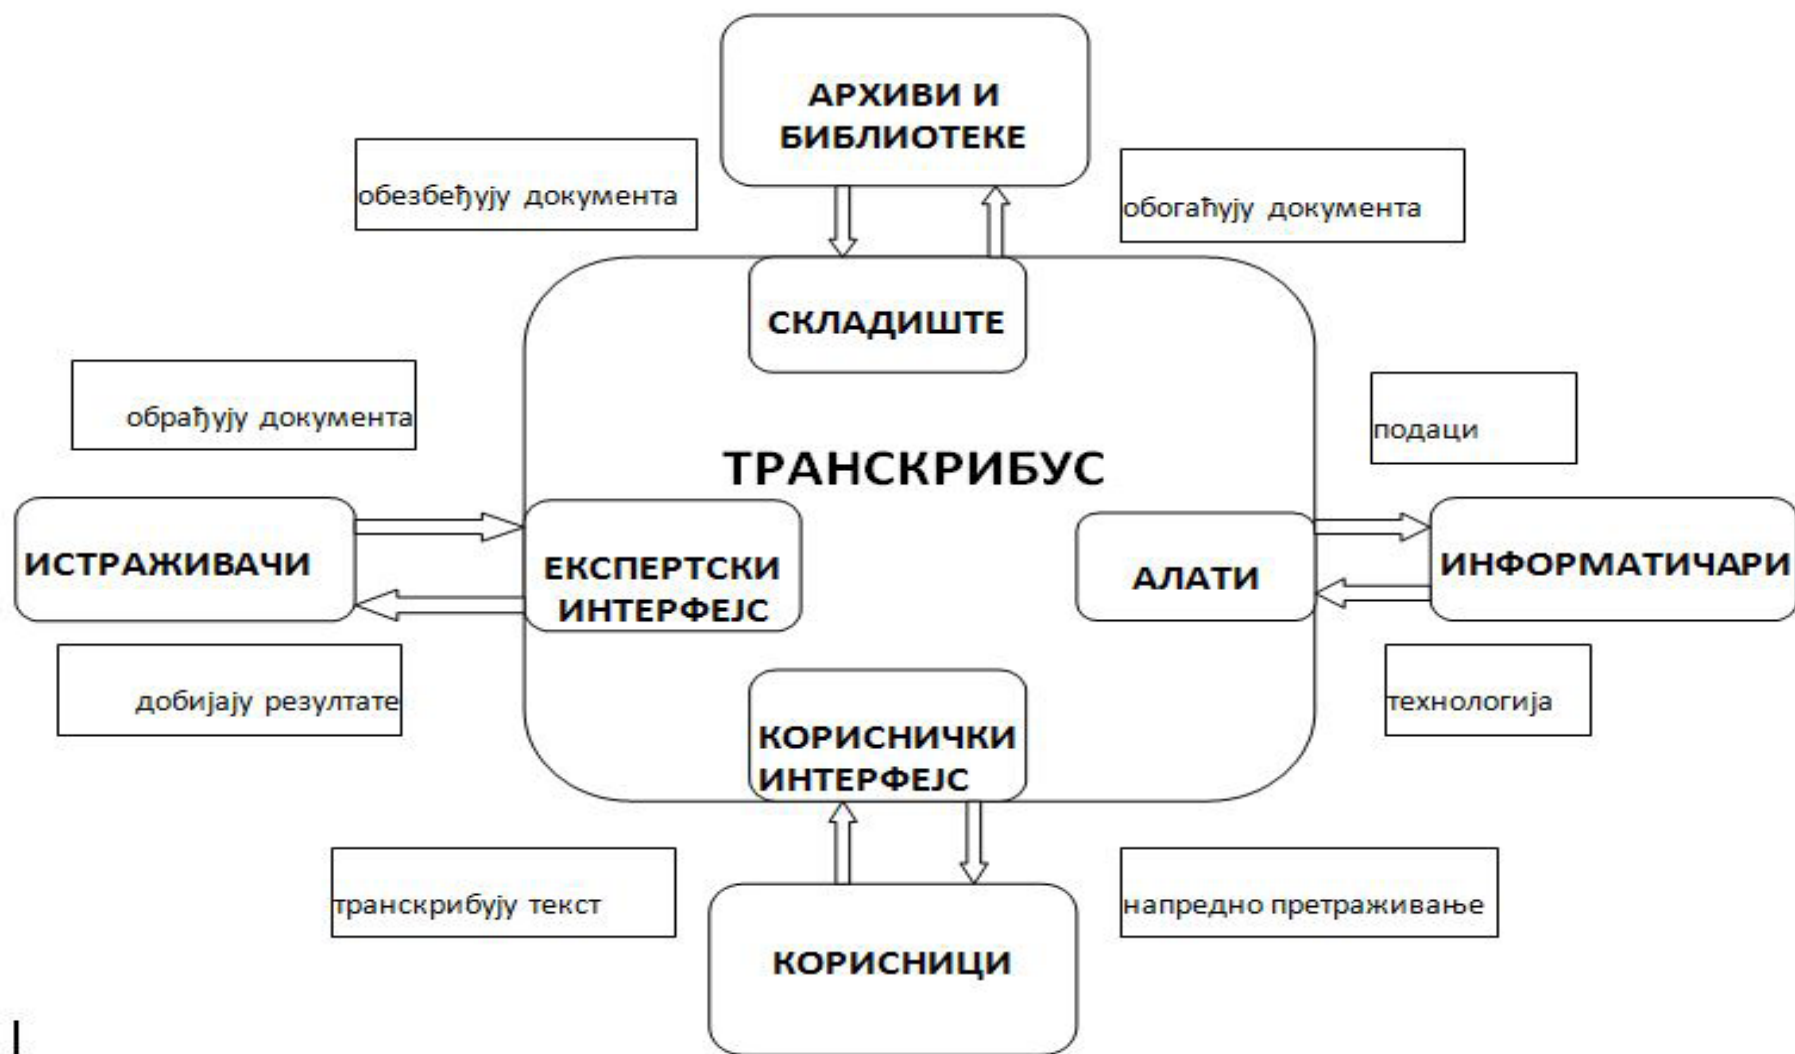 АРХИВИ И
БИБЛИОТЕКЕ
обезбеђују документа
обогаћују документа
СКЛАДИШТЕ
обрађују документа
подаци
ТРАНСКРИБУС
ИСТРАЖИВАЧИ
ЕКСПЕРТСКИ
ИНТЕРФЕЈС
АЛАТИ
ИНФОРМАТИЧАРИ
добијају резултате
технологија
КОРИСНИЧКИ
ИНТЕРФЕЈС
транскрибују текст
напредно претраживање
КОРИСНИЦИ